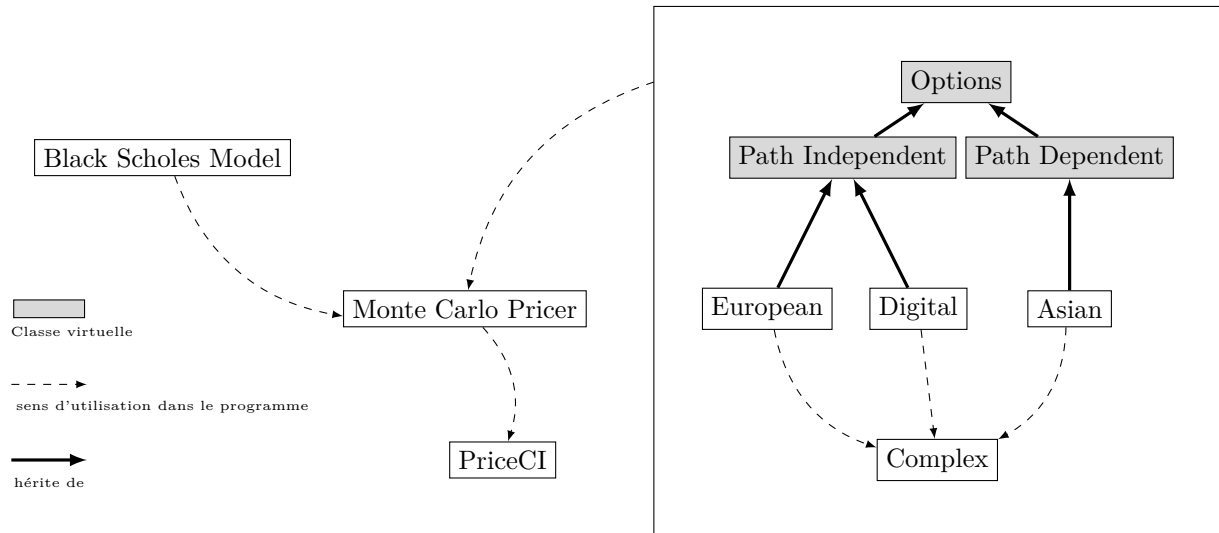 Options
Black Scholes Model
Path Independent
Path Dependent
Monte Carlo Pricer
European
Digital
Asian
Classe virtuelle
sens d'utilisation dans le programme
PriceCI
Complex
hérite de